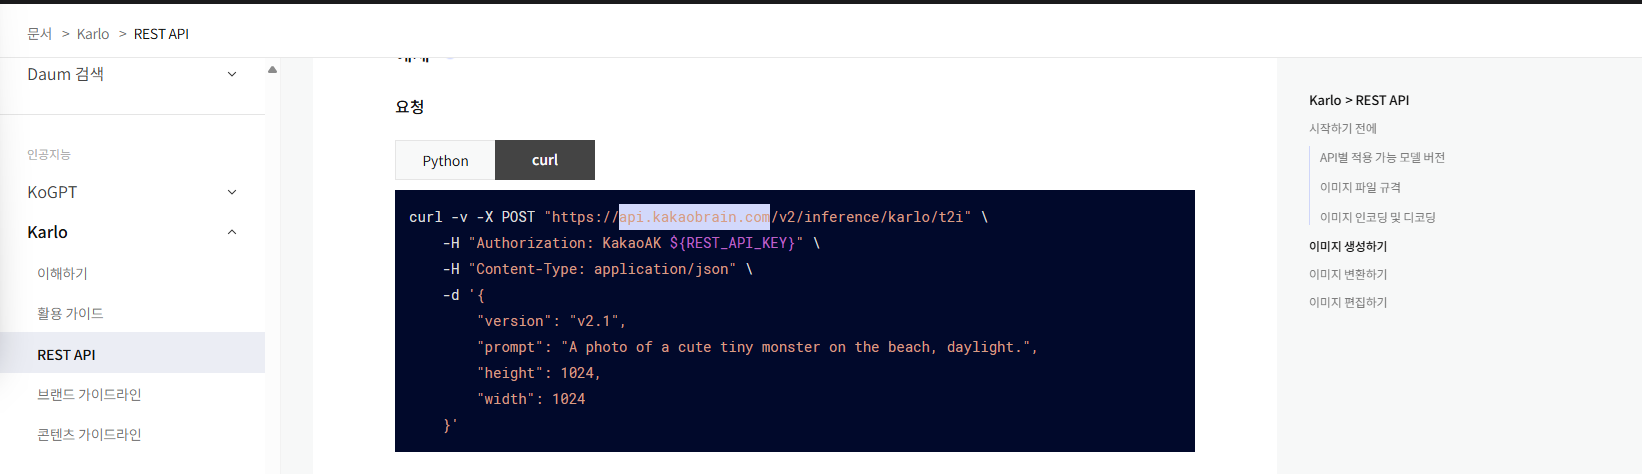 문서 > Karlo > REST API
Daum 검색
인공지능
KoGPT
Karlo
이해하기
활용 가이드
REST API
브랜드 가이드라인
콘텐츠 가이드라인
요청
Python
curl
curl -v -X POST "https://api.kakaobrain.com/v2/inference/karlo/t2i" \
-H "Authorization: KakaoAK ${REST_API_KEY}" \
-H "Content-Type: application/json" \
-d '{
"version": "v2.1",
"prompt": "A photo of a cute tiny monster on the beach, daylight.",
"height": 1024,
"width": 1024
}'
Karlo > REST API
시작하기 전에
API별 적용 가능 모델 버전
이미지 파일 규격
이미지 인코딩 및 디코딩
이미지 생성하기
이미지 변환하기
이미지 편집하기